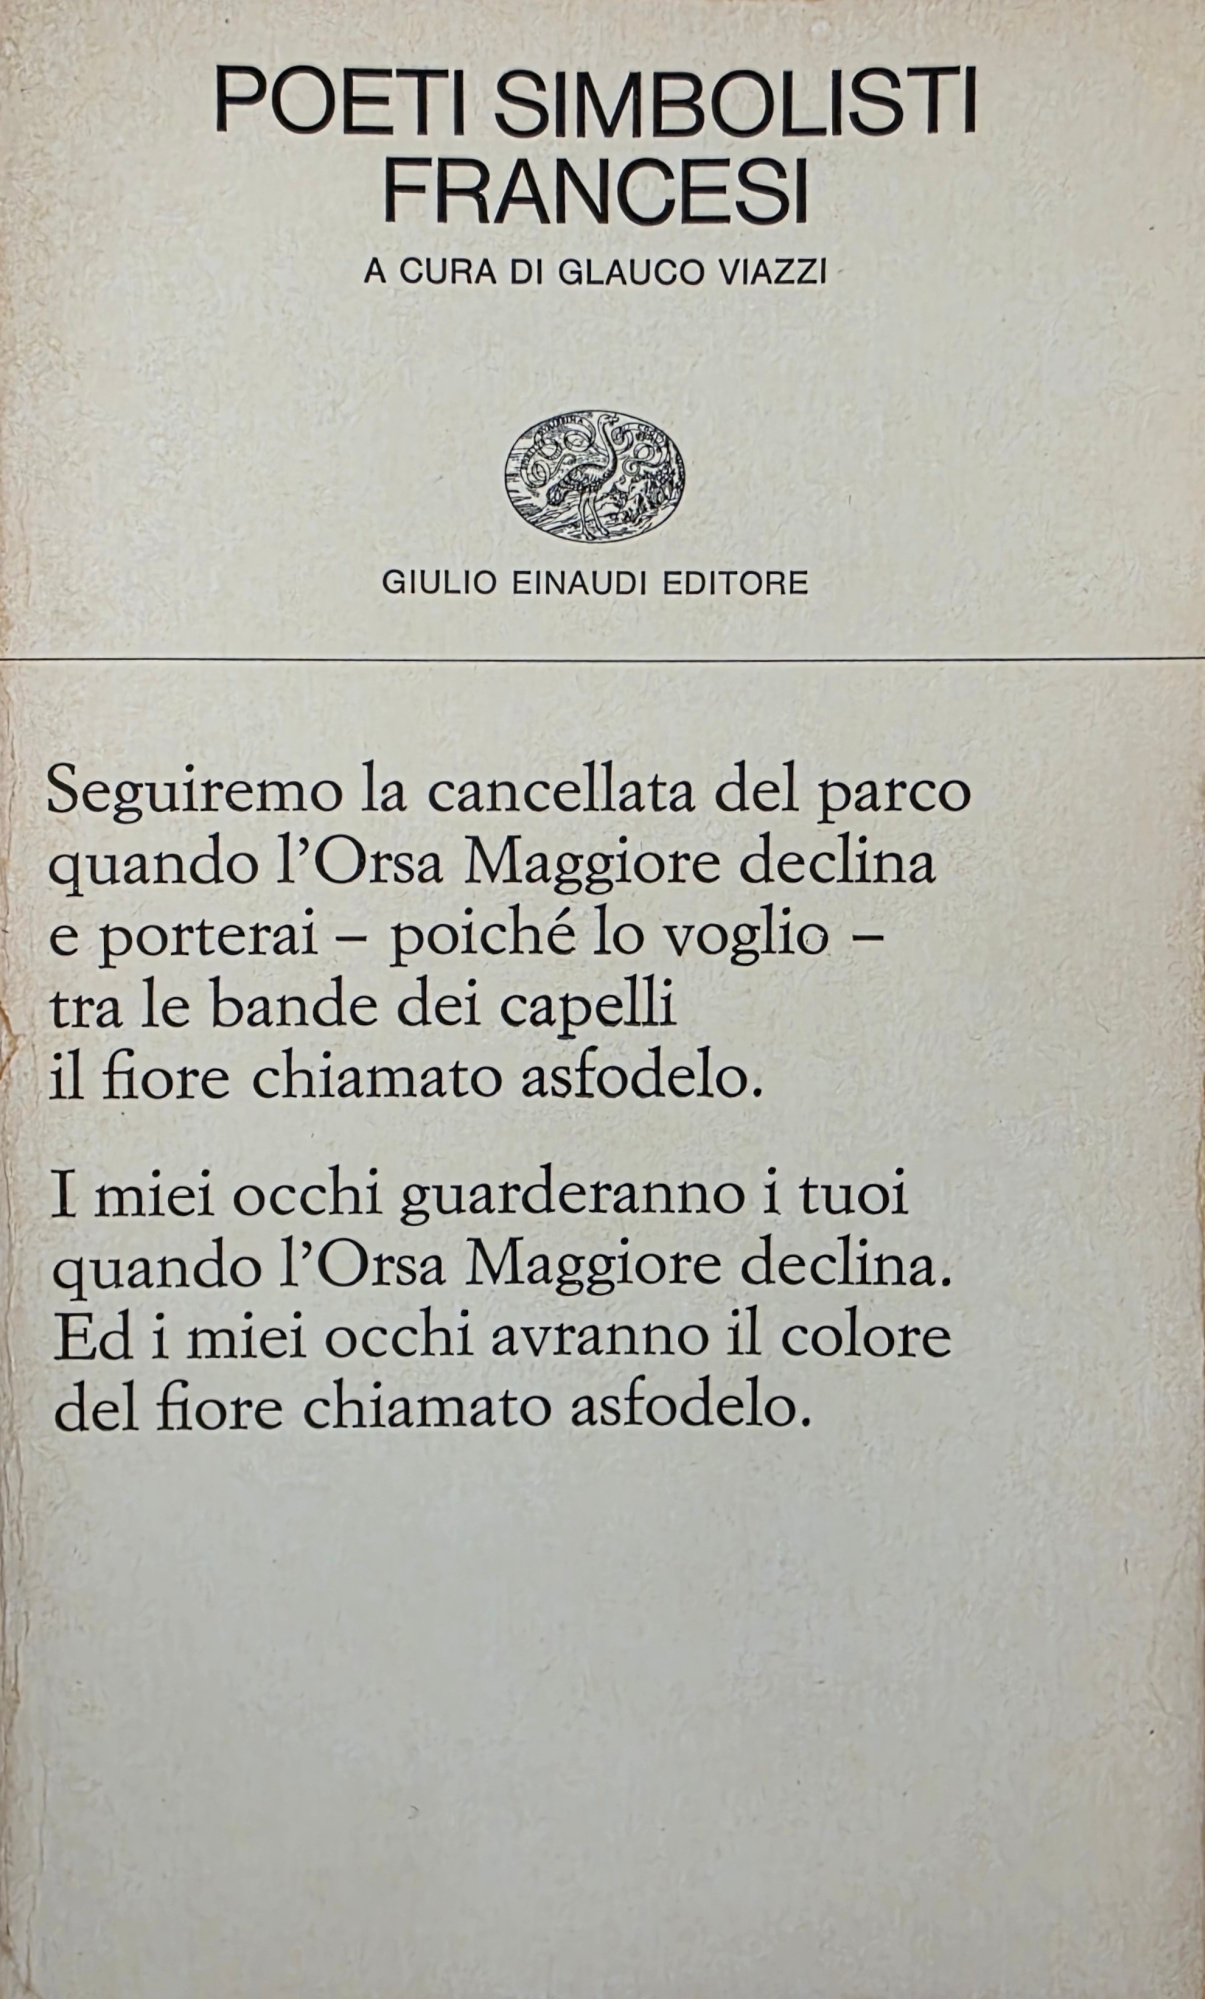 POETI SIMBOLISTI
FRANCESI
A CURA DI GLAUCO VIAZZI
GIULIO EINAUDI EDITORE
Seguiremo la cancellata del parco
quando l'Orsa Maggiore declina
e porterai – poiché lo voglio –
tra le bande dei capelli
il fiore chiamato asfodelo.
I miei occhi guarderanno i tuoi
quando l'Orsa Maggiore declina.
Ed i miei occhi avranno il colore
del fiore chiamato asfodelo.